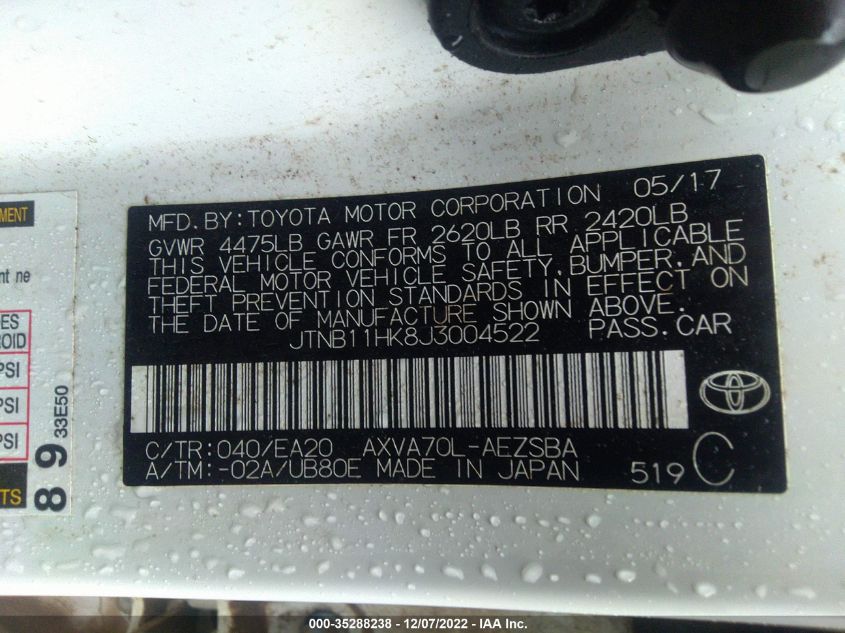 MFD. BY: TOYOTA MOTOR CORPORATION 05/17
GVWR 4475LB GAWR FR 2620LB RR 2420LB
THIS VEHICLE CONFORMS TO ALL APPLICABLE
FEDERAL MOTOR VEHICLE SAFETY, BUMPER, AND
THEFT PREVENTION STANDARDS IN EFFECT ON
THE DATE OF MANUFACTURE SHOWN ABOVE.
JTNB11HK8J3004522 PASS. CAR
C/TR: 040/EA20 AXVA70L-AEZSBA
A/TM: -02A/UB80E MADE IN JAPAN 519 C
ne
PSI
PSI
33E50
89
000-35288238 - 12/07/2022 - IAA Inc.